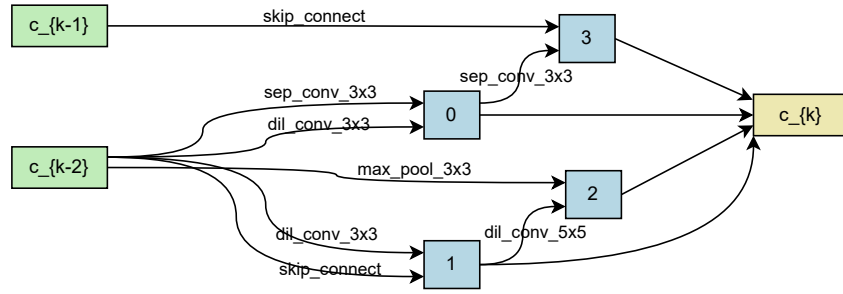 c_{k-1}
skip_connect
3
sep_conv_3x3
sep_conv_3x3
0
c_{k}
dil_conv_3x3
c_{k-2}
max_pool_3x3
2
dil_conv_3x3
dil_conv_5x5
1
skip_connect